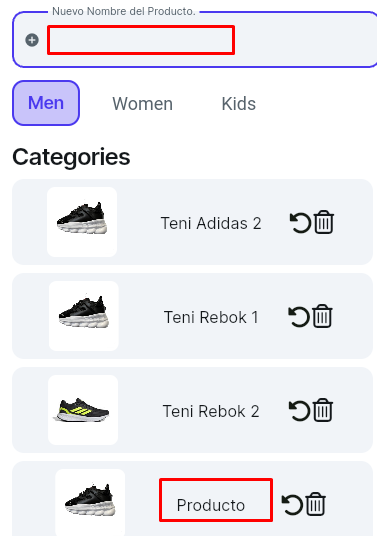 Nuevo Nombre del Producto.
Men Women Kids
Categories
Teni Adidas 2
Teni Rebok 1
Teni Rebok 2
Producto